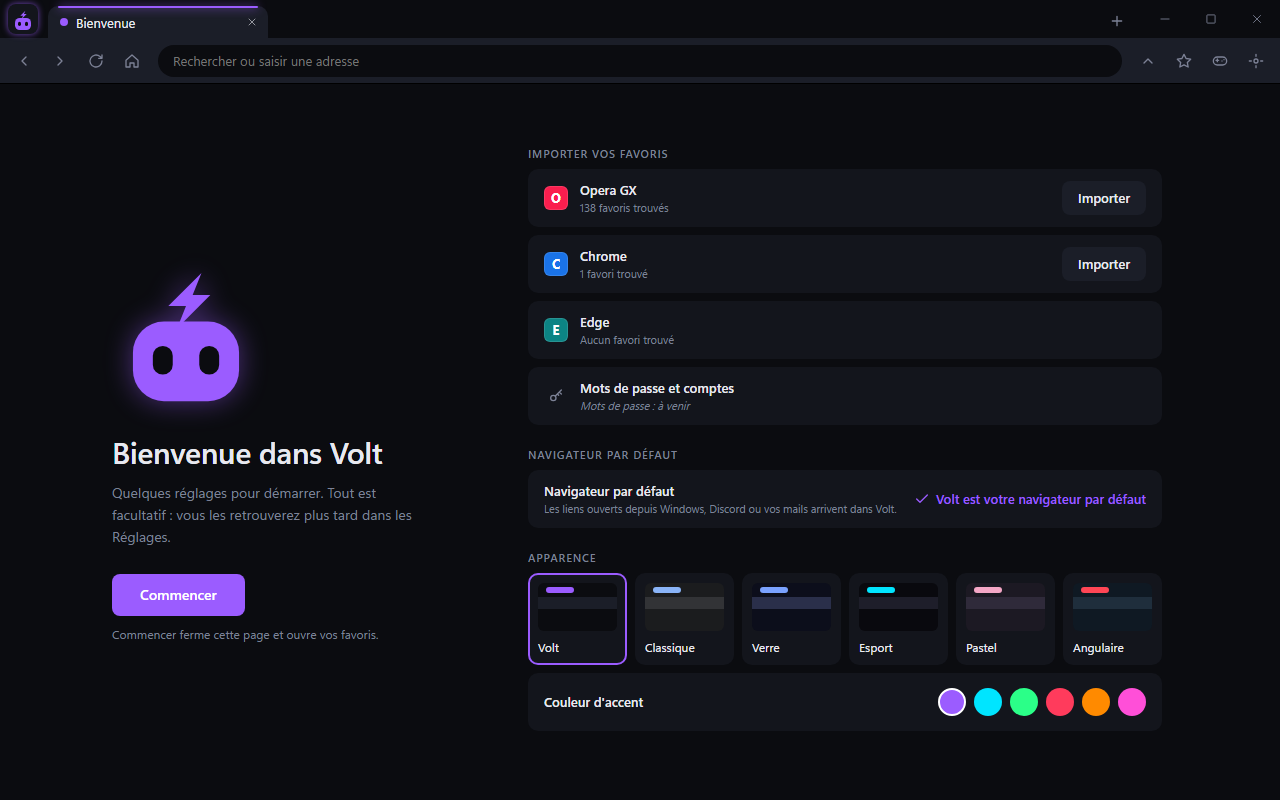 Bienvenue
Rechercher ou saisir une adresse
Bienvenue dans Volt
Quelques réglages pour démarrer. Tout est
facultatif : vous les retrouverez plus tard dans les
Réglages.
Commencer
Commencer ferme cette page et ouvre vos favoris.
IMPORTER VOS FAVORIS
O
Opera GX
138 favoris trouvés
Importer
C
Chrome
1 favori trouvé
Importer
E
Edge
Aucun favori trouvé
Mots de passe et comptes
Mots de passe : à venir
NAVIGATEUR PAR DÉFAUT
Navigateur par défaut
Les liens ouverts depuis Windows, Discord ou vos mails arrivent dans Volt.
Volt est votre navigateur par défaut
APPARENCE
Volt
Classique
Verre
Esport
Pastel
Angulaire
Couleur d'accent